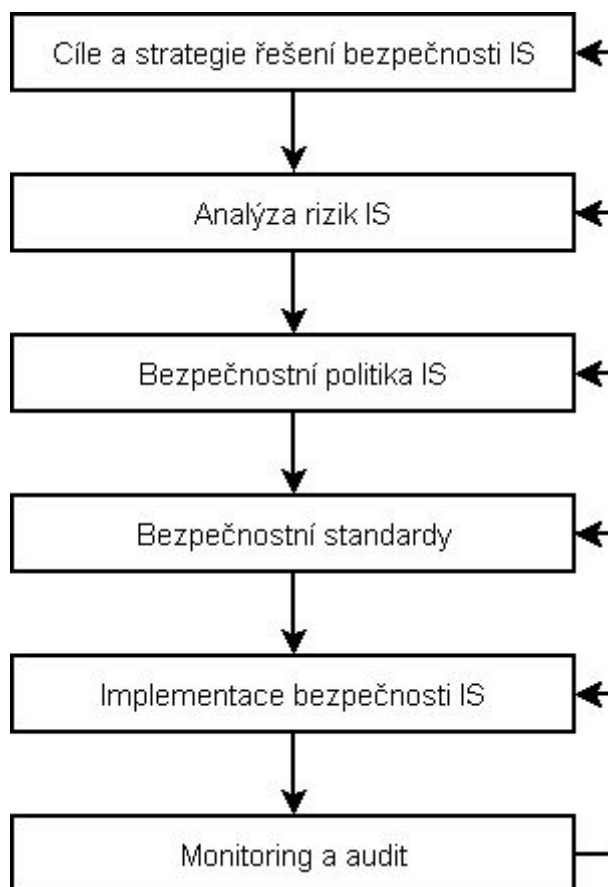 Cíle a strategie řešení bezpečnosti IS
Analýza rizik IS
Bezpečnostní politika IS
Bezpečnostní standardy
Implementace bezpečnosti IS
Monitoring a audit